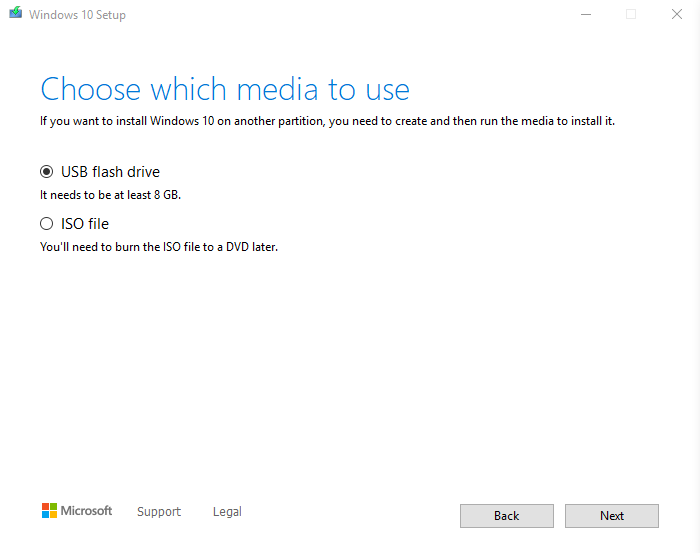 Windows 10 Setup
Choose which media to use
If you want to install Windows 10 on another partition, you need to create and then run the media to install it.
USB flash drive
It needs to be at least 8 GB.
ISO file
You'll need to burn the ISO file to a DVD later.
Microsoft Support Legal Back Next